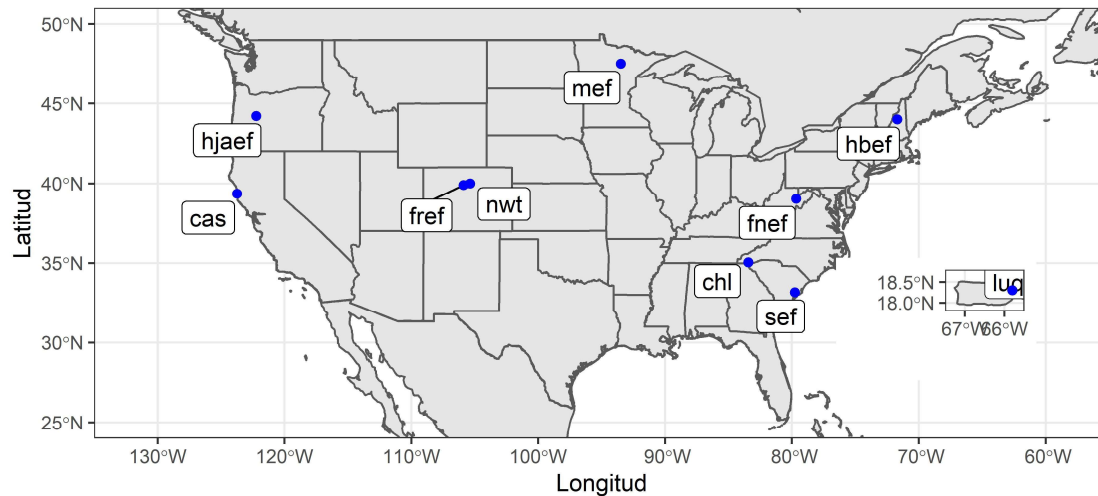 50°N
45°N
40°N
35°N
30°N
25°N
Latitud
mef
hjaef
hbef
cas
fref
nwt
fnef
chl
sef
luq
18.5°N
18.0°N
67°W
66°W
130°W
120°W
110°W
100°W
90°W
80°W
70°W
60°W
Longitud